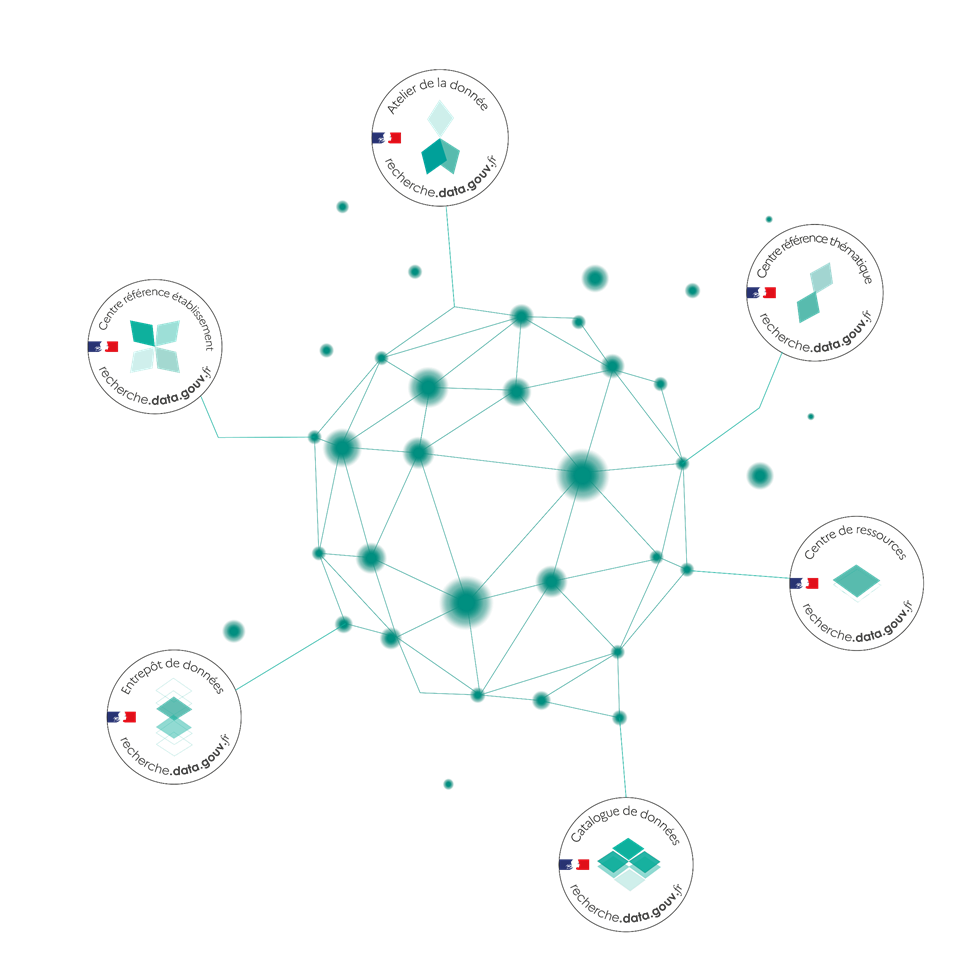 Atelier de la donnée
recherche.data.gouv.fr
Centre référence thématique
recherche.data.gouv.fr
Centre référence établissement
recherche.data.gouv.fr
Centre de ressources
recherche.data.gouv.fr
Entrepôt de données
recherche.data.gouv.fr
Catalogue de données
recherche.data.gouv.fr